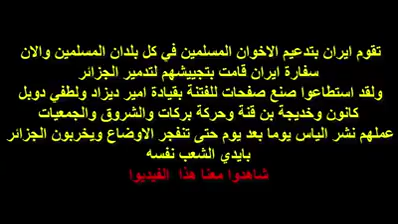 تقوم ايران بتدعيم الاخوان المسلمين في كل بلدان المسلمين والان
سفارة ايران قامت بتجييشهم لتدمير الجزائر
ولقد استطاعوا صنع صفحات للفتنة بقيادة امير ديزاد ولطفي دوبل
كانون وخديجة بن قنة وحركة بركات والشروق والجمعيات
عملهم نشر الياس يوما بعد يوم حتى تنفجر الاوضاع ويخربون الجزائر
بايدي الشعب نفسه
شاهدوا معنا هذا الفيديوا